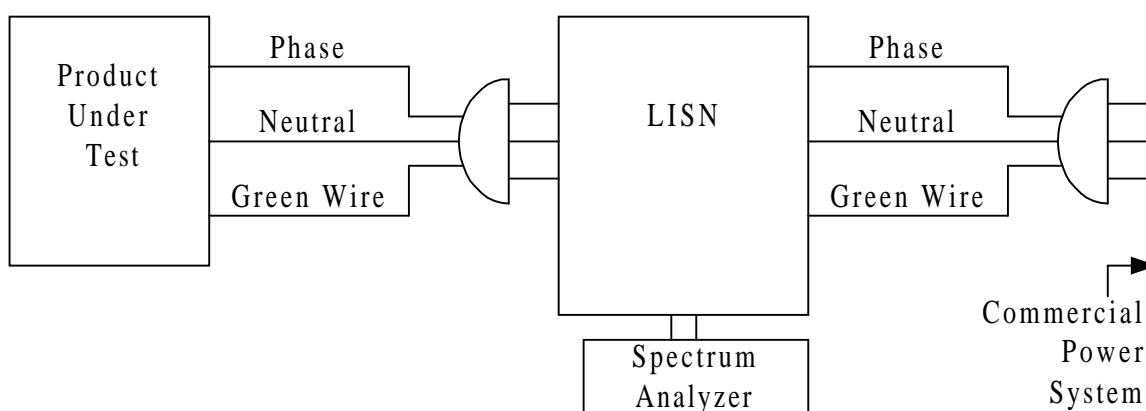 Product
Under
Test
Phase
Neutral
Green Wire
LISN
Phase
Neutral
Green Wire
Commercial
Power
System
Spectrum
Analyzer